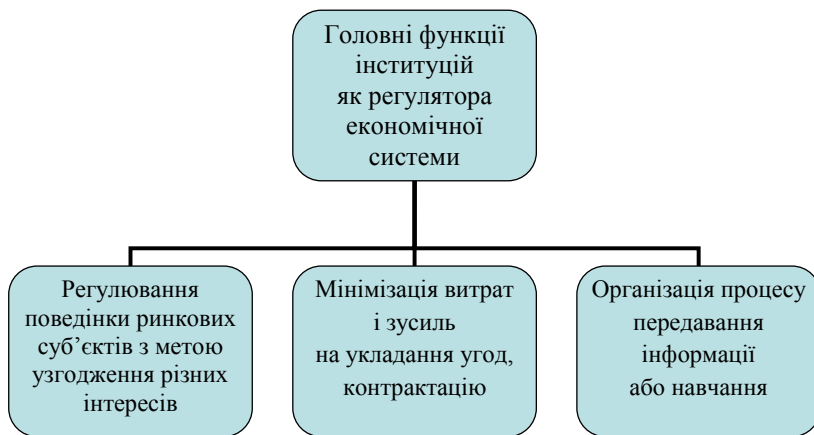 Головні функції
інституцій
як регулятора
економічної
системи
Регулювання
поведінки ринкових
суб’єктів з метою
узгодження різних
інтересів
Мінімізація витрат
і зусиль
на укладання угод,
контрактацію
Організація процесу
передавання
інформації
або навчання